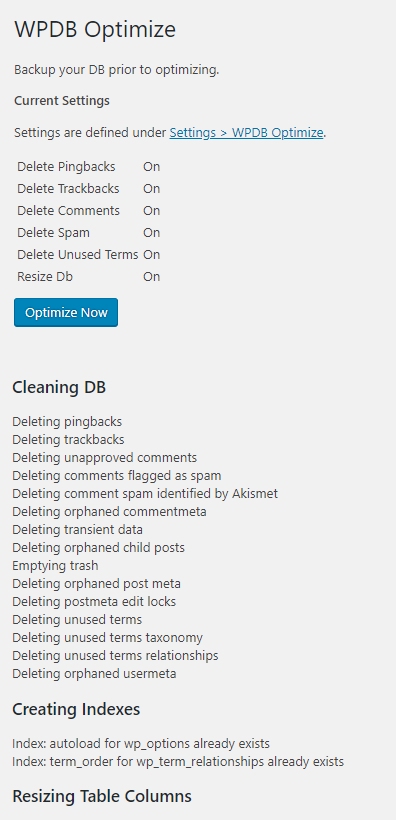 WPDB Optimize
Backup your DB prior to optimizing.
Current Settings
Settings are defined under Settings > WPDB Optimize.
Delete Pingbacks On
Delete Trackbacks On
Delete Comments On
Delete Spam On
Delete Unused Terms On
Resize Db On
Optimize Now
Cleaning DB
Deleting pingbacks
Deleting trackbacks
Deleting unapproved comments
Deleting comments flagged as spam
Deleting comment spam identified by Akismet
Deleting orphaned commentmeta
Deleting transient data
Deleting orphaned child posts
Emptying trash
Deleting orphaned post meta
Deleting postmeta edit locks
Deleting unused terms
Deleting unused terms taxonomy
Deleting unused terms relationships
Deleting orphaned usermeta
Creating Indexes
Index: autoload for wp_options already exists
Index: term_order for wp_term_relationships already exists
Resizing Table Columns